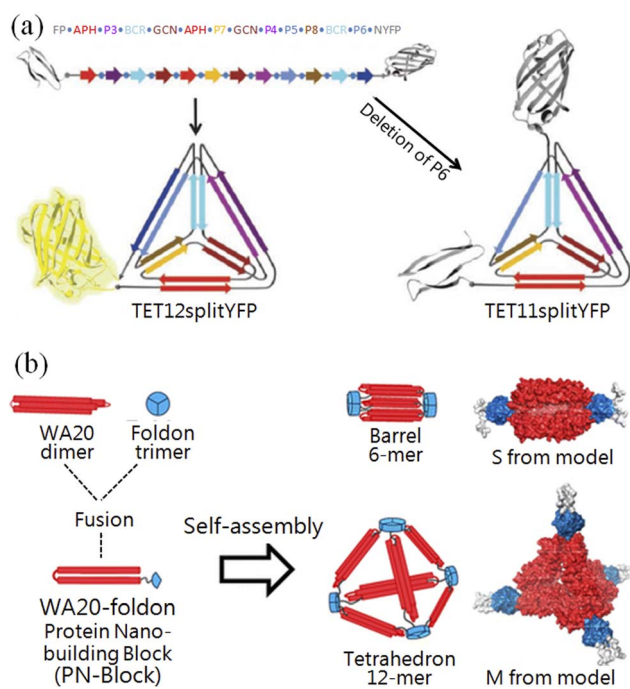 (a)
FP•APH•P3•BCR•GCN•APH•P7•GCN•P4•P5•P8•BCR•P6•NYFP
Deletion of P6
TET12splitYFP
TET11splitYFP
(b)
WA20
dimer
Foldon
trimer
Fusion
WA20-foldon
Protein Nano-
building Block
(PN-Block)
Self-assembly
Barrel
6-mer
S from model
Tetrahedron
12-mer
M from model